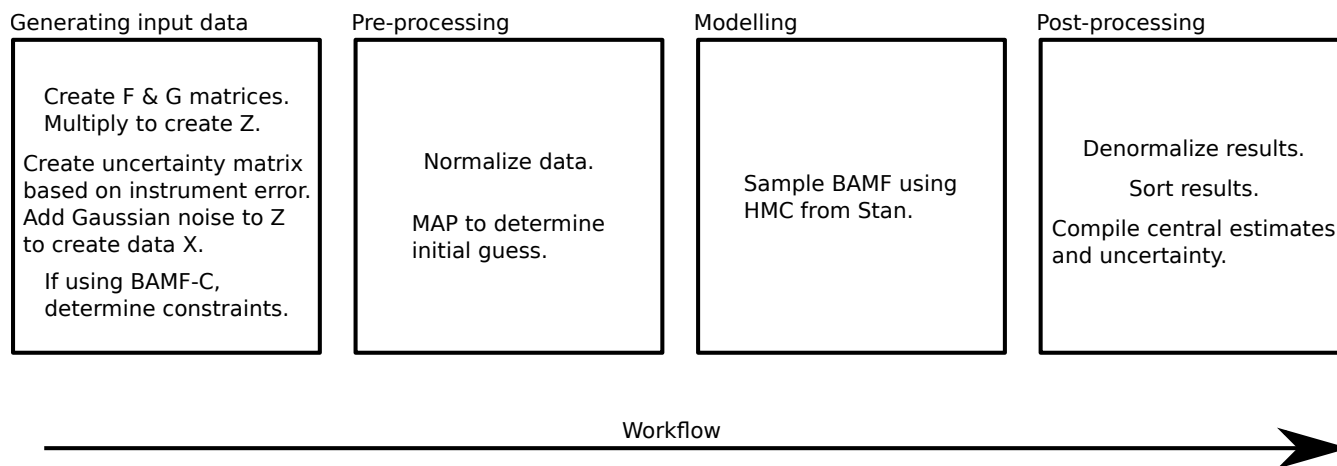 Generating input data
Create F & G matrices.
Multiply to create Z.
Create uncertainty matrix
based on instrument error.
Add Gaussian noise to Z
to create data X.
If using BAMF-C,
determine constraints.
Pre-processing
Normalize data.
MAP to determine
initial guess.
Modelling
Sample BAMF using
HMC from Stan.
Post-processing
Denormalize results.
Sort results.
Compile central estimates
and uncertainty.
Workflow